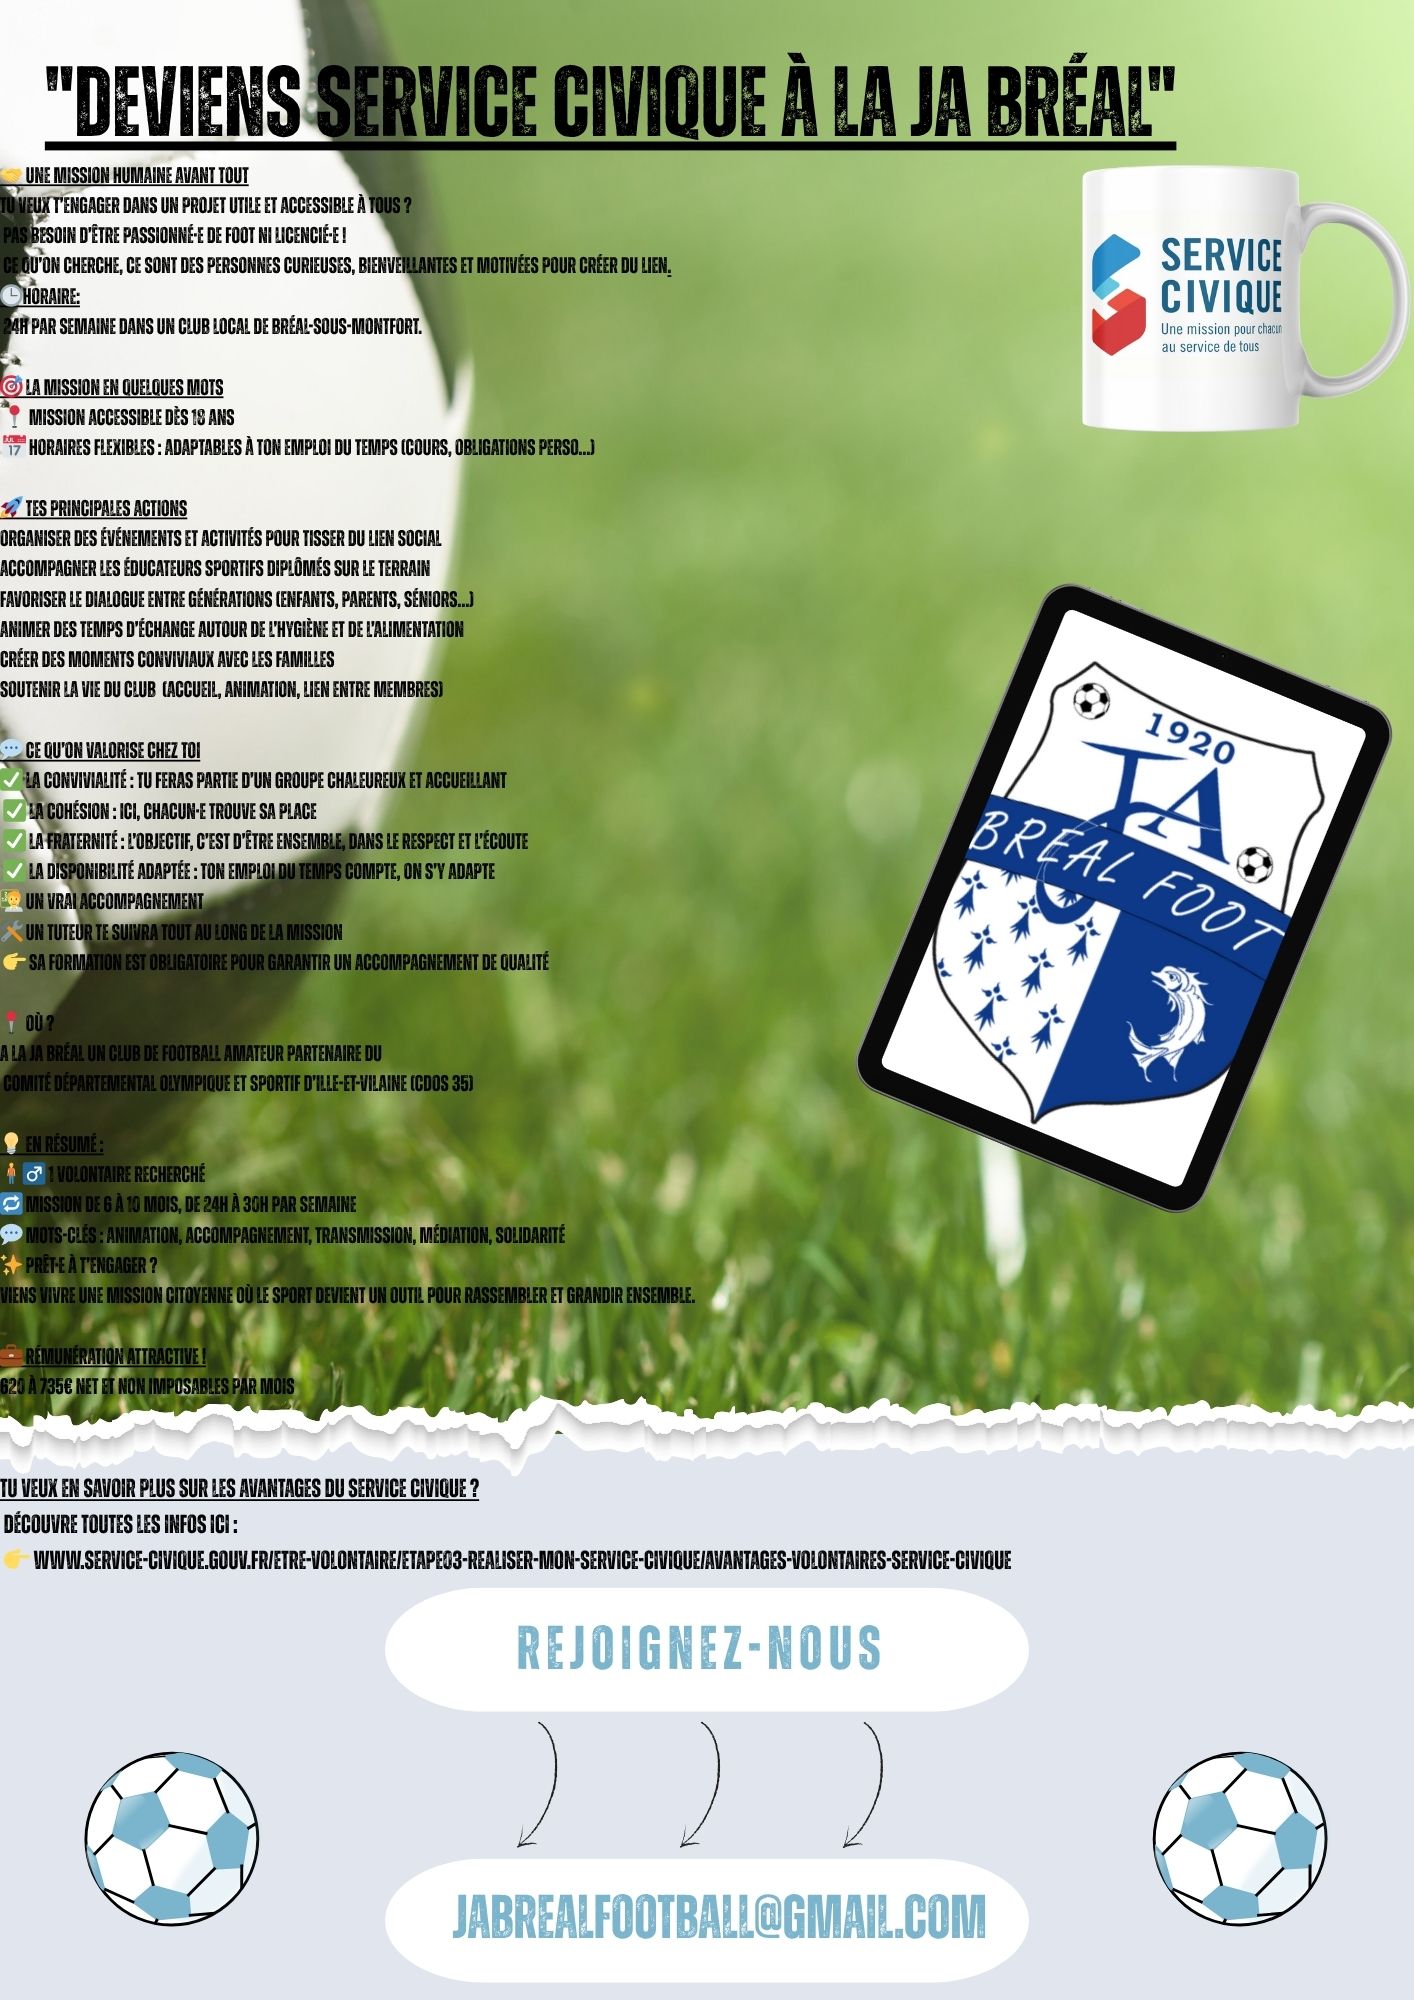 "DEVIENS SERVICE CIVIQUE À LA JA BRÉAL"
🤝 UNE MISSION HUMAINE AVANT TOUT
TU VEUX T'ENGAGER DANS UN PROJET UTILE ET ACCESSIBLE À TOUS ?
PAS BESOIN D'ÊTRE PASSIONNÉ·E DE FOOT NI LICENCIÉ·E !
CE QU'ON CHERCHE, CE SONT DES PERSONNES CURIEUSES, BIENVEILLANTES ET MOTIVÉES POUR CRÉER DU LIEN.
🕒HORAIRE:
24H PAR SEMAINE DANS UN CLUB LOCAL DE BRÉAL-SOUS-MONTFORT.
SERVICE
CIVIQUE
Une mission pour chacun
au service de tous
🎯 LA MISSION EN QUELQUES MOTS
📍 MISSION ACCESSIBLE DÈS 18 ANS
📅 HORAIRES FLEXIBLES : ADAPTABLES À TON EMPLOI DU TEMPS (COURS, OBLIGATIONS PERSO...)
🚀 TES PRINCIPALES ACTIONS
ORGANISER DES ÉVÉNEMENTS ET ACTIVITÉS POUR TISSER DU LIEN SOCIAL
ACCOMPAGNER LES ÉDUCATEURS SPORTIFS DIPLÔMÉS SUR LE TERRAIN
FAVORISER LE DIALOGUE ENTRE GÉNÉRATIONS (ENFANTS, PARENTS, SÉNIORS...)
ANIMER DES TEMPS D'ÉCHANGE AUTOUR DE L'HYGIÈNE ET DE L'ALIMENTATION
CRÉER DES MOMENTS CONVIVIAUX AVEC LES FAMILLES
SOUTENIR LA VIE DU CLUB (ACCUEIL, ANIMATION, LIEN ENTRE MEMBRES)
1920
JA
BREAL FOOT
💬 CE QU'ON VALORISE CHEZ TOI
✅ LA CONVIVIALITÉ : TU FERAS PARTIE D'UN GROUPE CHALEUREUX ET ACCUEILLANT
✅ LA COHÉSION : ICI, CHACUN·E TROUVE SA PLACE
✅ LA FRATERNITÉ : L'OBJECTIF, C'EST D'ÊTRE ENSEMBLE, DANS LE RESPECT ET L'ÉCOUTE
✅ LA DISPONIBILITÉ ADAPTÉE : TON EMPLOI DU TEMPS COMPTE, ON S'Y ADAPTE
🧑‍🏫 UN VRAI ACCOMPAGNEMENT
🛠 UN TUTEUR TE SUIVRA TOUT AU LONG DE LA MISSION
👉 SA FORMATION EST OBLIGATOIRE POUR GARANTIR UN ACCOMPAGNEMENT DE QUALITÉ
📍 OÙ ?
A LA JA BRÉAL UN CLUB DE FOOTBALL AMATEUR PARTENAIRE DU
COMITÉ DÉPARTEMENTAL OLYMPIQUE ET SPORTIF D'ILLE-ET-VILAINE (CDOS 35)
💡 EN RÉSUMÉ :
🧍♂ 1 VOLONTAIRE RECHERCHÉ
🔁 MISSION DE 6 À 10 MOIS, DE 24H À 30H PAR SEMAINE
💬 MOTS-CLÉS : ANIMATION, ACCOMPAGNEMENT, TRANSMISSION, MÉDIATION, SOLIDARITÉ
✨ PRÊT·E À T'ENGAGER ?
VIENS VIVRE UNE MISSION CITOYENNE OÙ LE SPORT DEVIENT UN OUTIL POUR RASSEMBLER ET GRANDIR ENSEMBLE.
💼 RÉMUNÉRATION ATTRACTIVE !
620 À 735€ NET ET NON IMPOSABLES PAR MOIS
TU VEUX EN SAVOIR PLUS SUR LES AVANTAGES DU SERVICE CIVIQUE ?
DÉCOUVRE TOUTES LES INFOS ICI :
👉 WWW.SERVICE-CIVIQUE.GOUV.FR/ETRE-VOLONTAIRE/ETAPE03-REALISER-MON-SERVICE-CIVIQUE/AVANTAGES-VOLONTAIRES-SERVICE-CIVIQUE
REJOIGNEZ-NOUS
JABREALFOOTBALL@GMAIL.COM